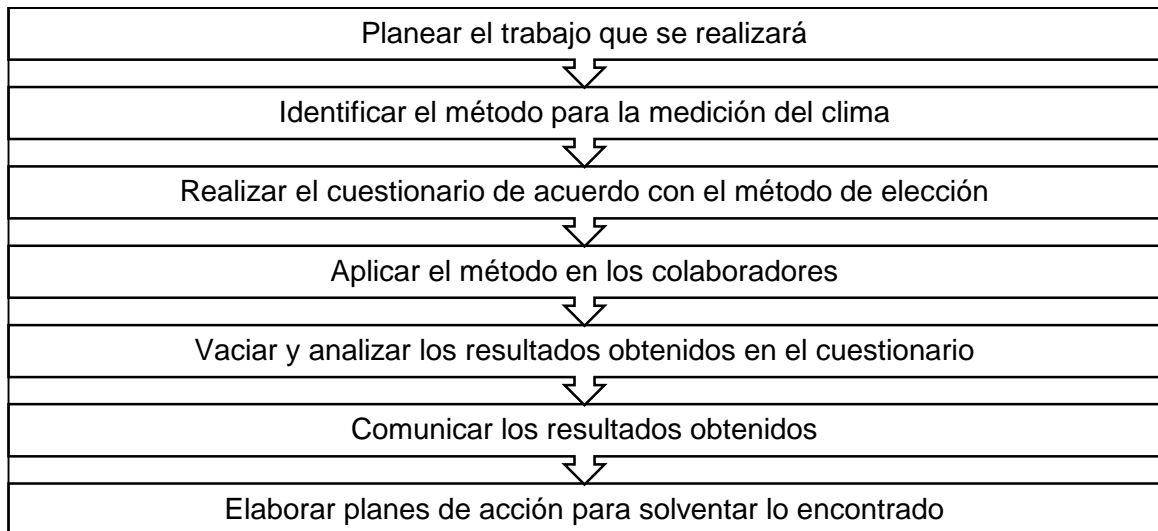 Planear el trabajo que se realizará
Identificar el método para la medición del clima
Realizar el cuestionario de acuerdo con el método de elección
Aplicar el método en los colaboradores
Vaciar y analizar los resultados obtenidos en el cuestionario
Comunicar los resultados obtenidos
Elaborar planes de acción para solventar lo encontrado